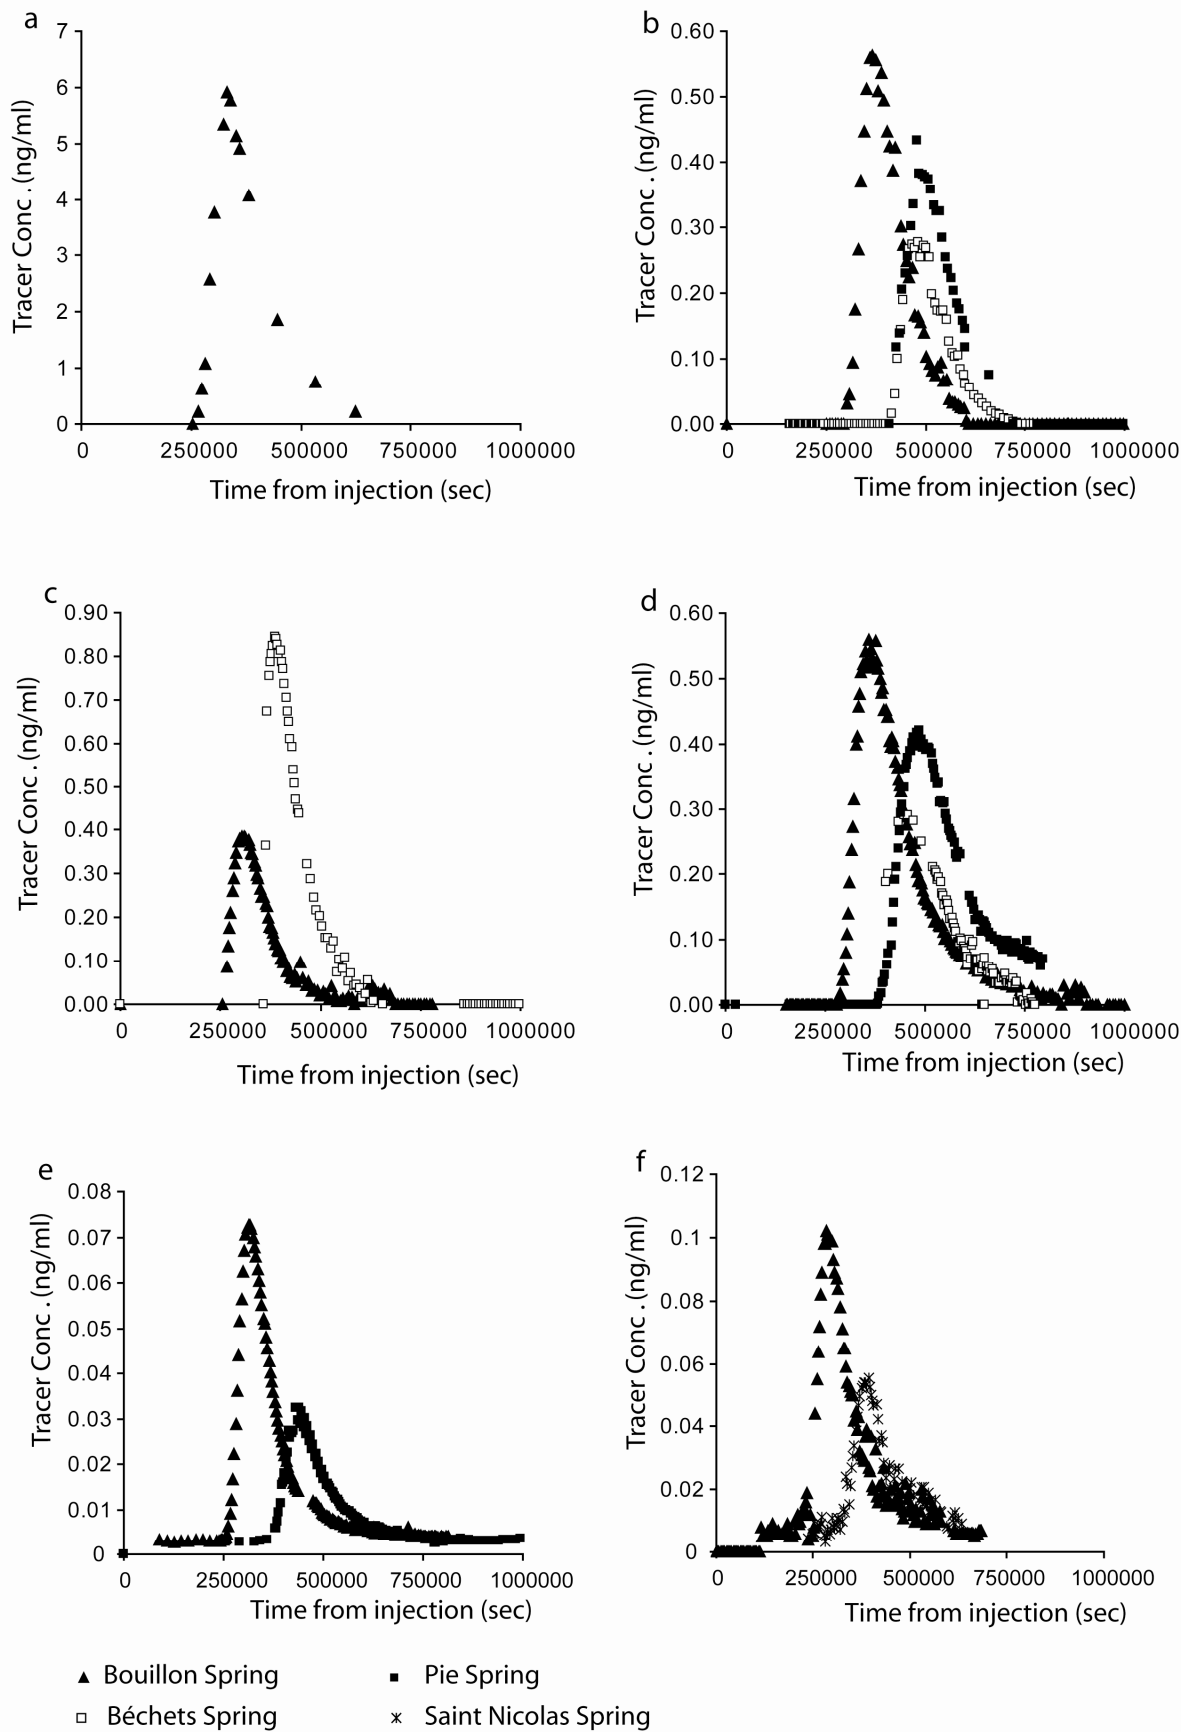 a
7
6
5
4
3
2
1
0
0 250000 500000 750000 1000000
Tracer Conc . (ng/ml)
Time from injection (sec)
b
0.60
0.50
0.40
0.30
0.20
0.10
0.00
0 250000 500000 750000 1000000
Tracer Conc . (ng/ml)
Time from injection (sec)
c
0.90
0.80
0.70
0.60
0.50
0.40
0.30
0.20
0.10
0.00
0 250000 500000 750000 1000000
Tracer Conc . (ng/ml)
Time from injection (sec)
d
0.60
0.50
0.40
0.30
0.20
0.10
0.00
0 250000 500000 750000 1000000
Tracer Conc . (ng/ml)
Time from injection (sec)
e
0.08
0.07
0.06
0.05
0.04
0.03
0.02
0.01
0
0 250000 500000 750000 1000000
Tracer Conc . (ng/ml)
Time from injection (sec)
f
0.12
0.1
0.08
0.06
0.04
0.02
0
0 250000 500000 750000 1000000
Tracer Conc . (ng/ml)
Time from injection (sec)
Bouillon Spring
Pie Spring
Béchets Spring
Saint Nicolas Spring